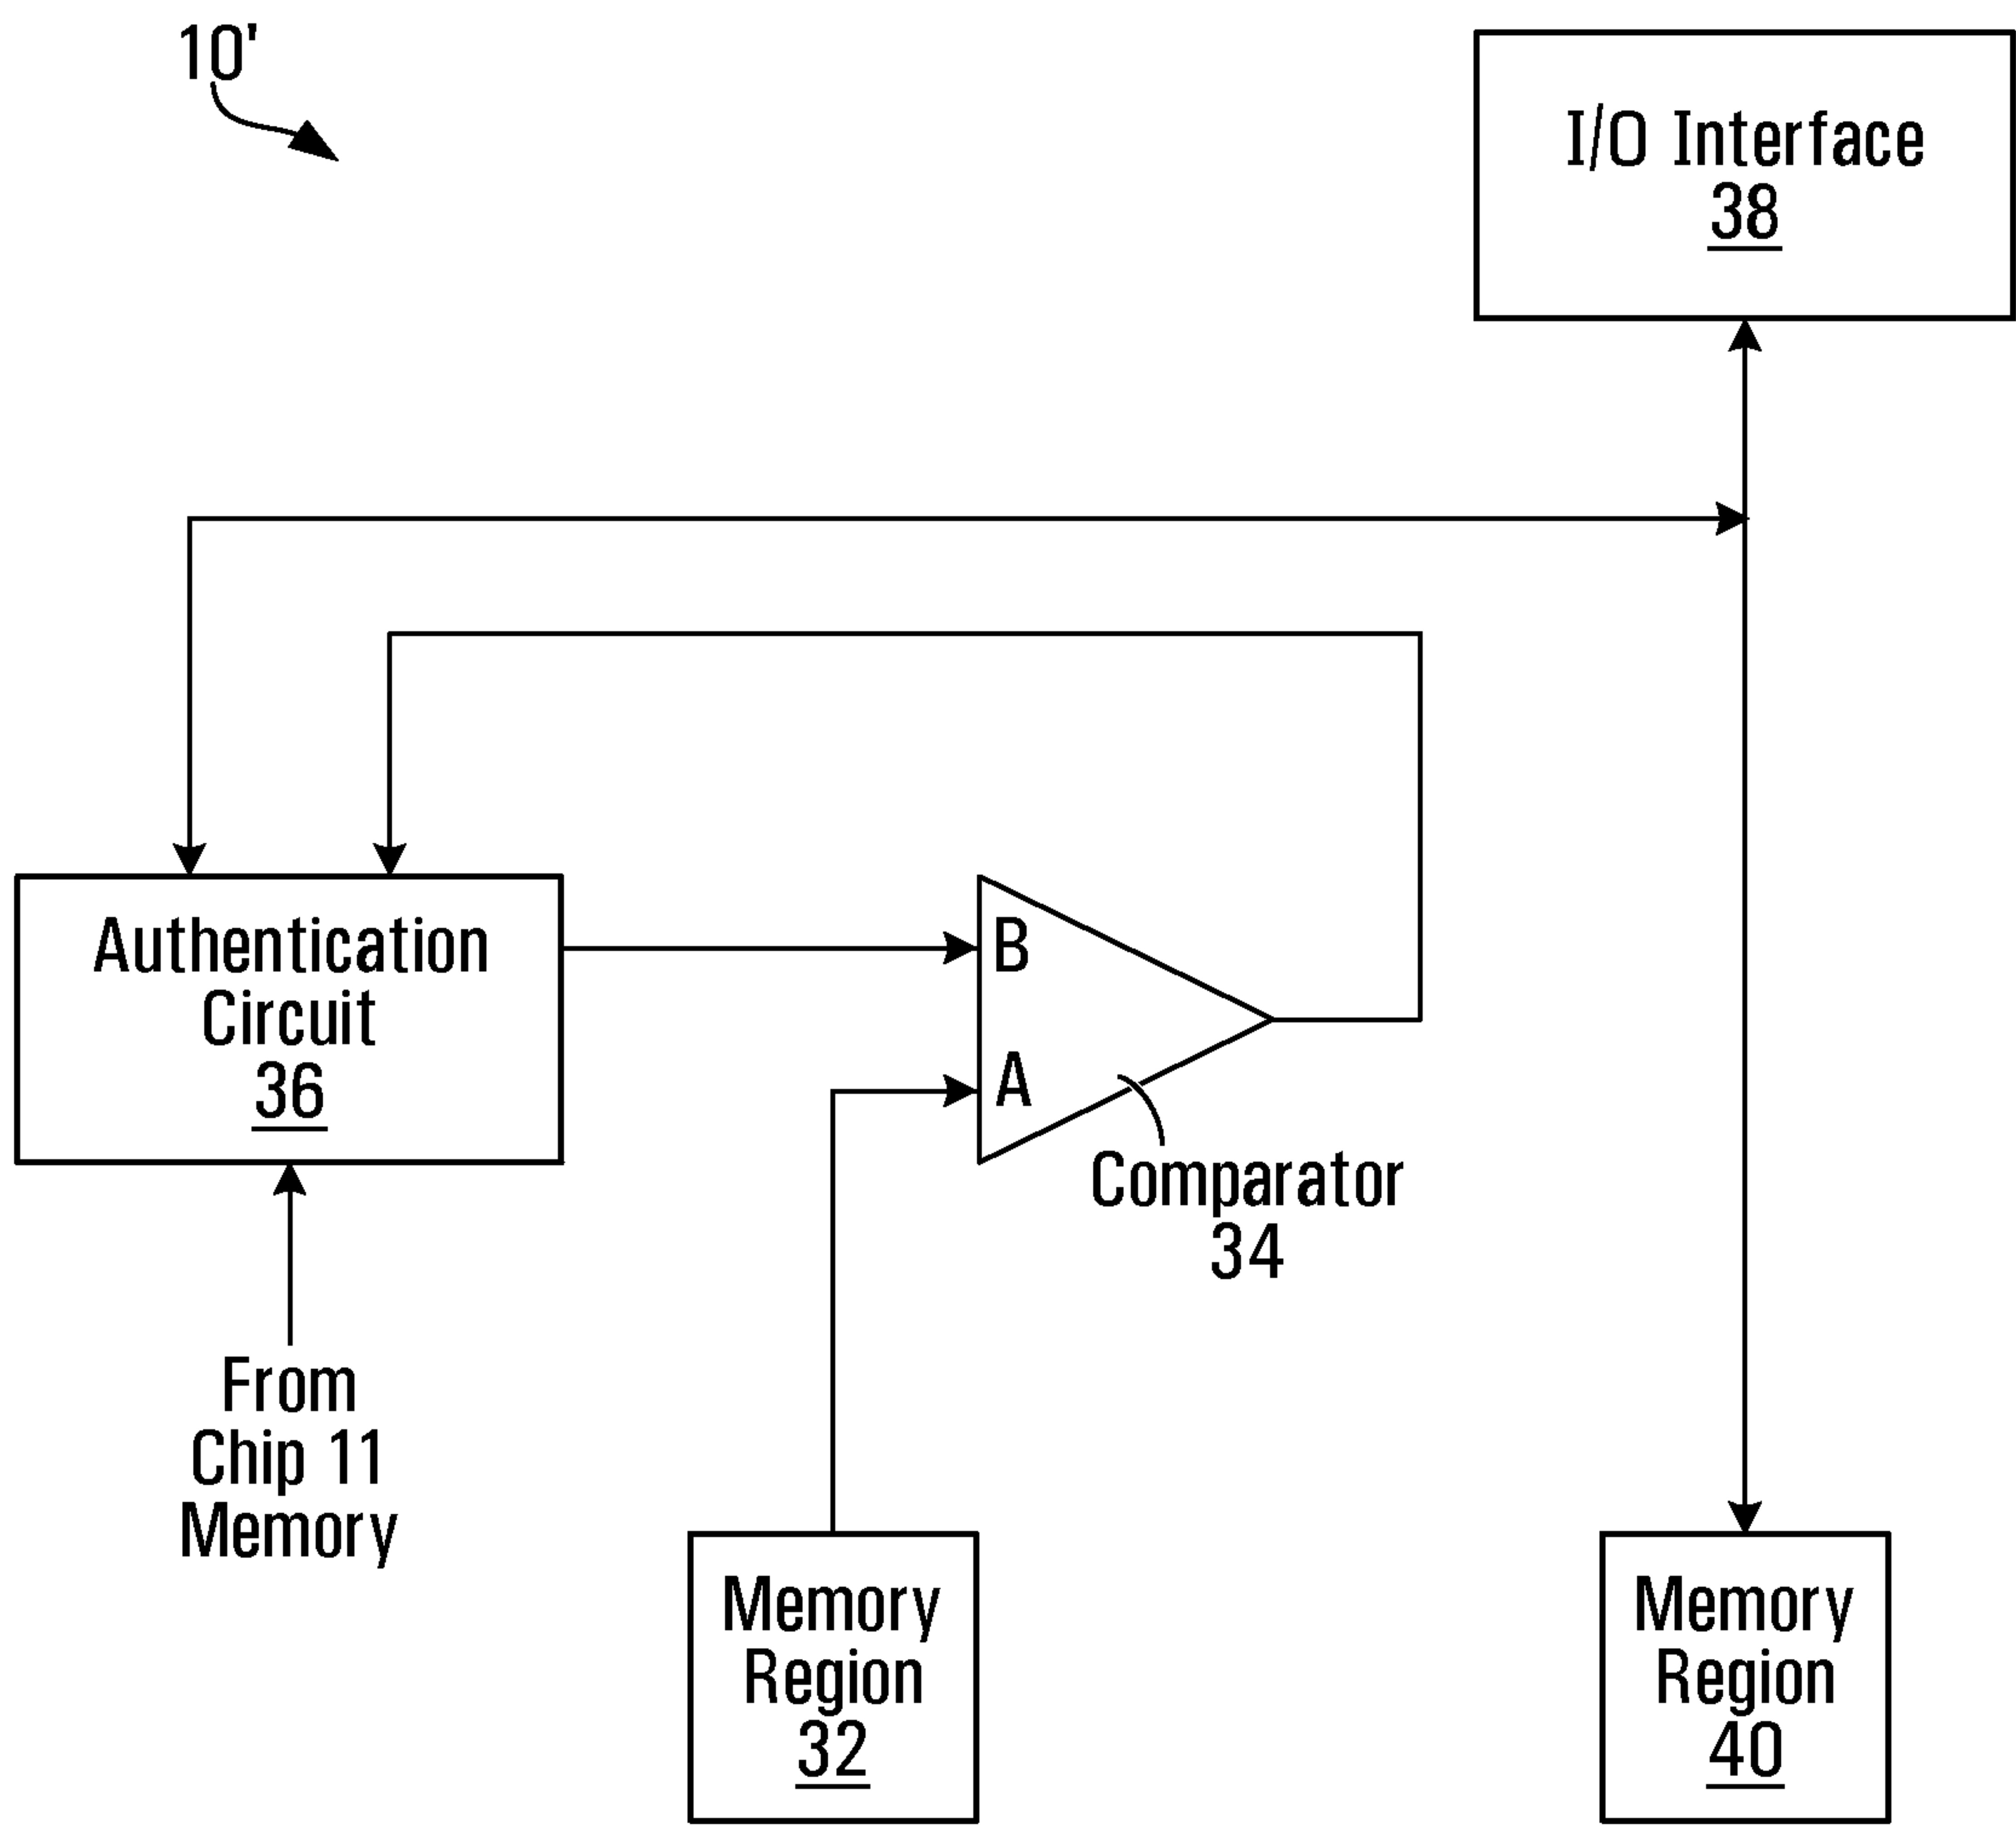 10'
I/O Interface
38
Authentication
Circuit
36
B
A
Comparator
34
From
Chip 11
Memory
Memory
Region
32
Memory
Region
40